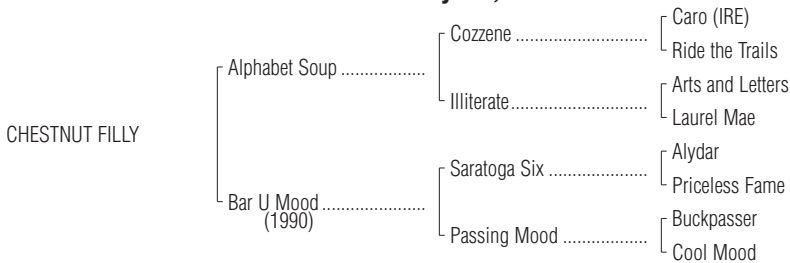 Caro (IRE)
Cozzene ..............................
Ride the Trails
Alphabet Soup ..................
Arts and Letters
Illiterate...............................
Laurel Mae
CHESTNUT FILLY
Alydar
Saratoga Six ......................
Priceless Fame
Bar U Mood ......................
(1990)
Buckpasser
Passing Mood ...................
Cool Mood